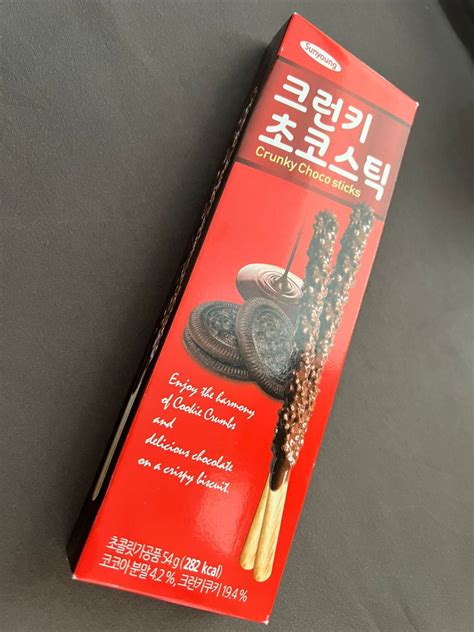 Sunyoung
크런키
초코스틱
Crunky Choco sticks
Enjoy the harmony
of Cookie Crumbs
and
delicious chocolate
on a crispy biscuit.
초콜릿가공품 54g (282 kcal)
코코아 분말 4.2 %, 크런키쿠키 19.4 %